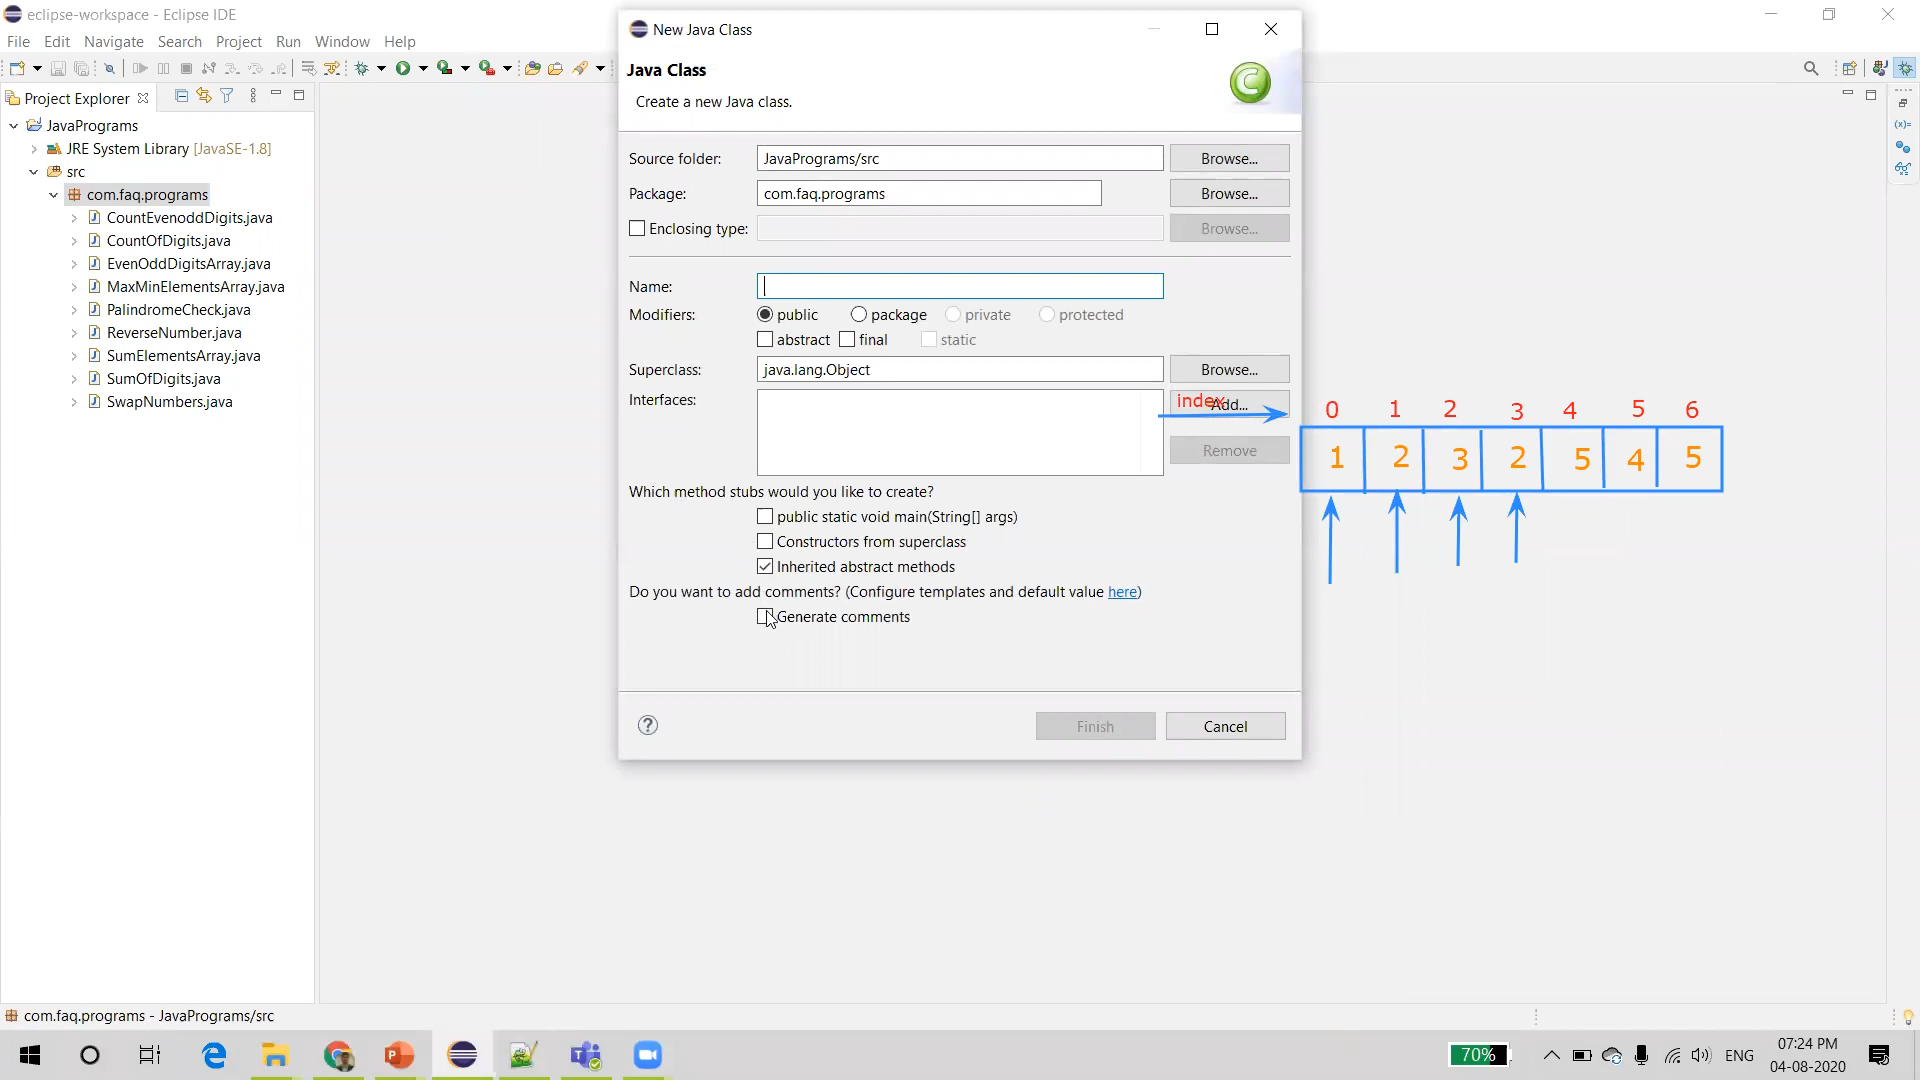 eclipse-workspace - Eclipse IDE
File Edit Navigate Search Project Run Window Help
Project Explorer
JavaPrograms
JRE System Library [JavaSE-1.8]
src
com.faq.programs
CountEvenoddDigits.java
CountOfDigits.java
EvenOddDigitsArray.java
MaxMinElementsArray.java
PalindromeCheck.java
ReverseNumber.java
SumElementsArray.java
SumOfDigits.java
SwapNumbers.java
New Java Class
Java Class
Create a new Java class.
Source folder: JavaPrograms/src Browse...
Package: com.faq.programs Browse...
Enclosing type: Browse...
Name:
Modifiers: public package private protected
abstract final static
Superclass: java.lang.Object Browse...
Interfaces: Add...
Remove
Which method stubs would you like to create?
public static void main(String[] args)
Constructors from superclass
Inherited abstract methods
Do you want to add comments? (Configure templates and default value here)
Generate comments
Finish Cancel
index 0 1 2 3 4 5 6
1 2 3 2 5 4 5
com.faq.programs - JavaPrograms/src
70% ENG 07:24 PM
04-08-2020